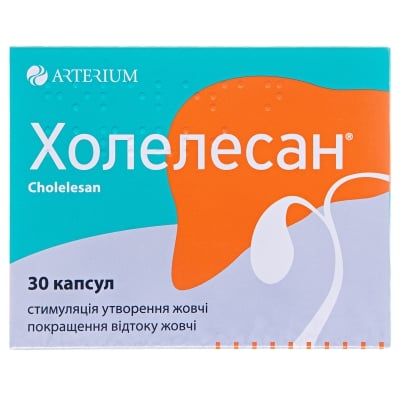 ARTERIUM
Холелесан®
Cholelesan
30 капсул
стимуляція утворення жовчі
покращення відтоку жовчі